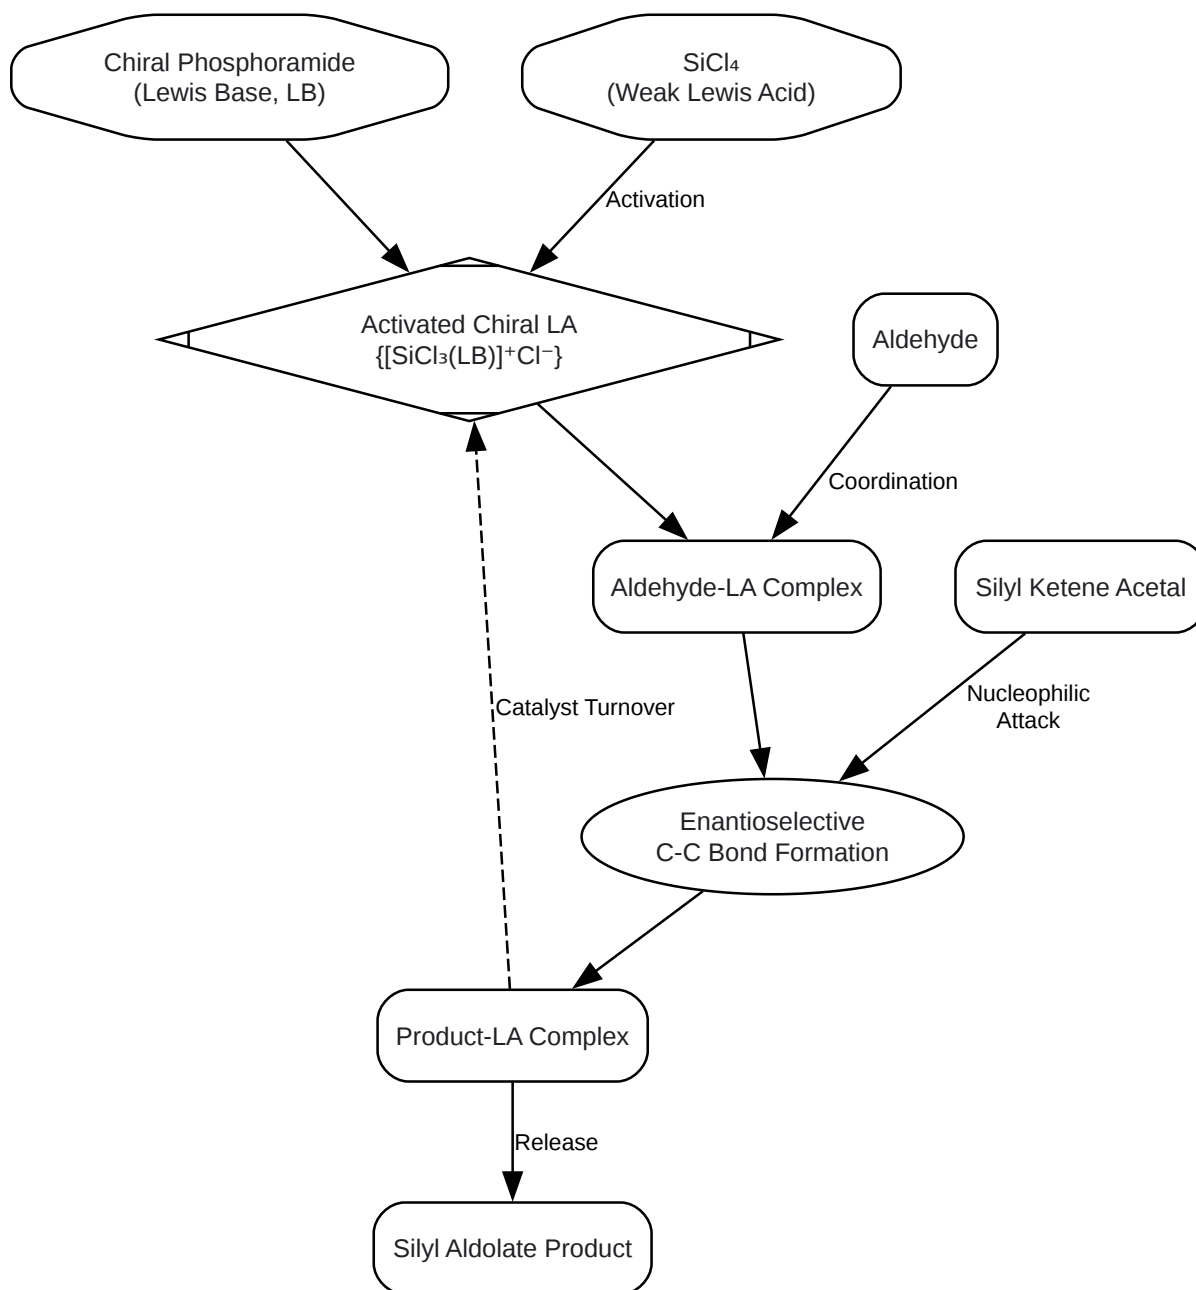 Chiral Phosphoramide
(Lewis Base, LB)
SiCl₄
(Weak Lewis Acid)
Activation
Activated Chiral LA
{[SiCl₃(LB)]⁺Cl⁻}
Aldehyde
Coordination
Aldehyde-LA Complex
Silyl Ketene Acetal
Catalyst Turnover
Nucleophilic
Attack
Enantioselective
C-C Bond Formation
Product-LA Complex
Release
Silyl Aldolate Product